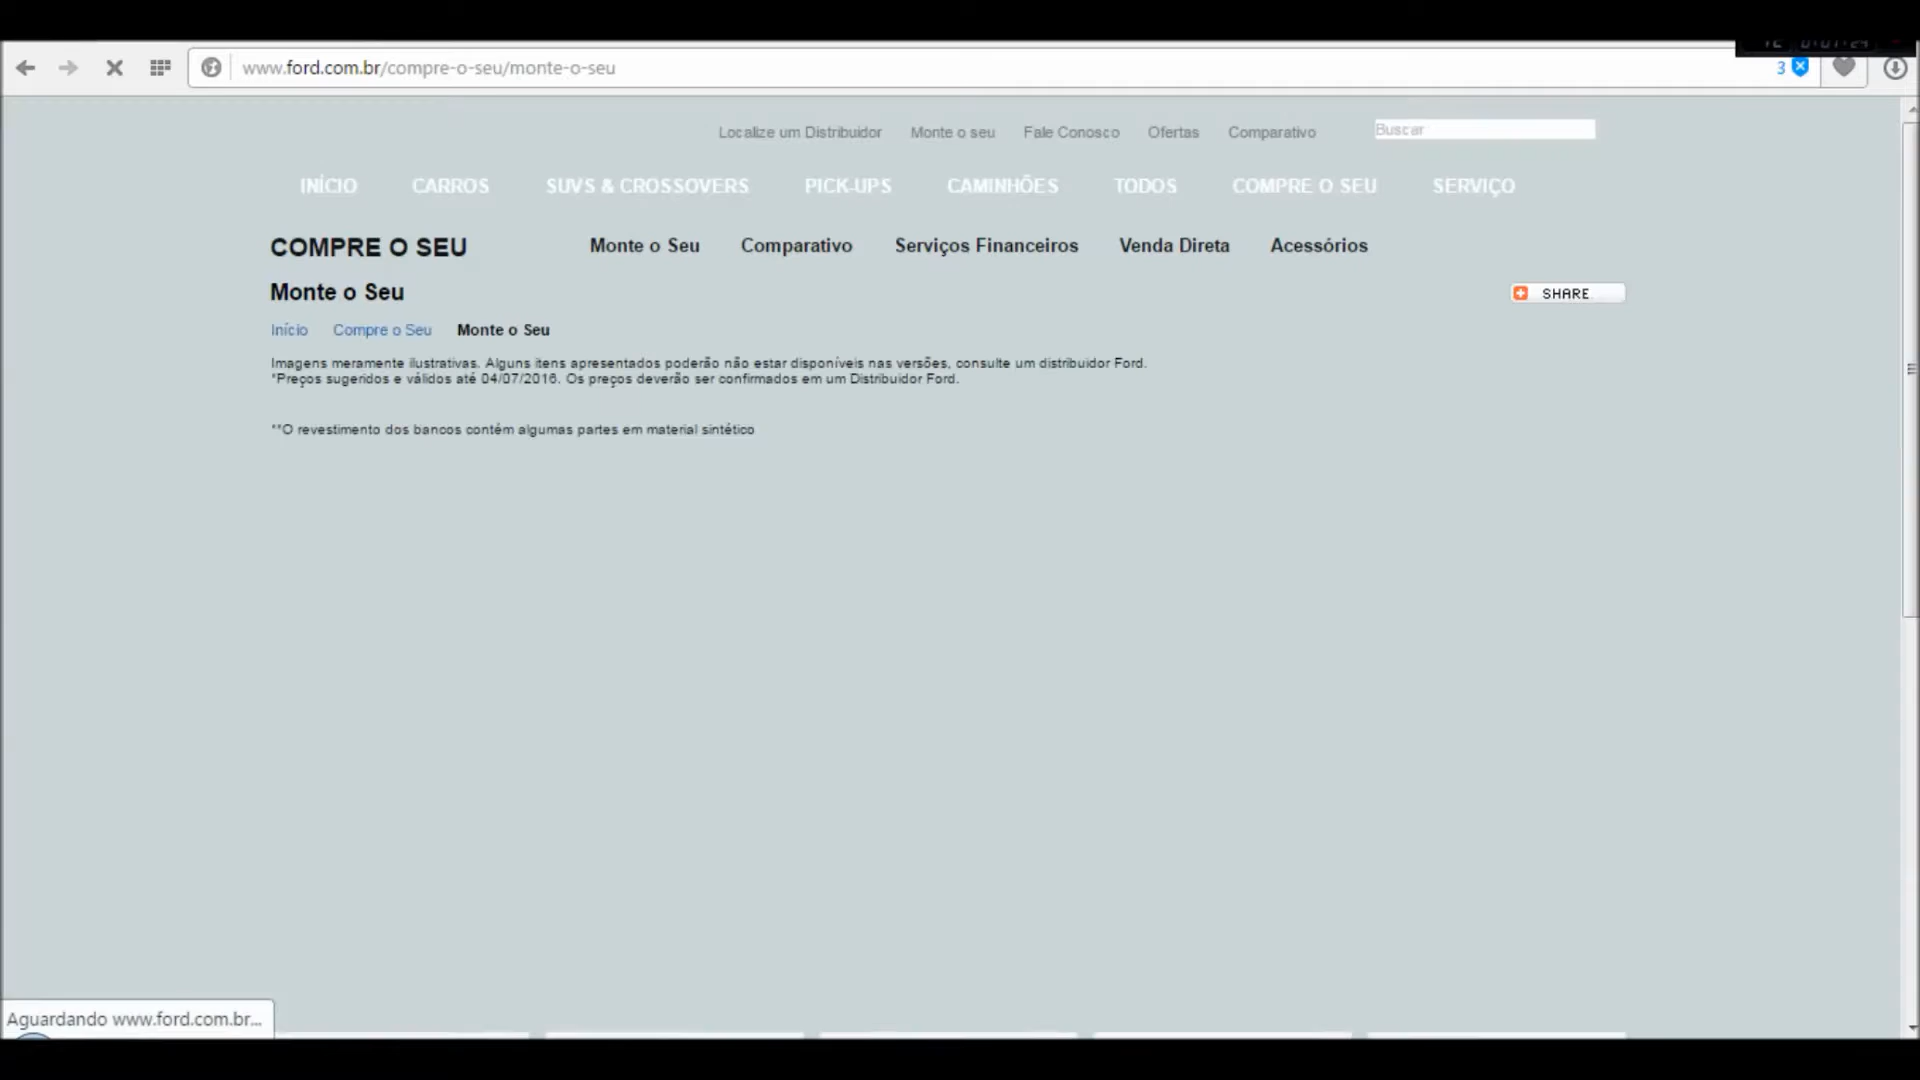 www.ford.com.br/compre-o-seu/monte-o-seu
3
Localize um Distribuidor Monte o seu Fale Conosco Ofertas Comparativo Buscar
INÍCIO CARROS SUVS & CROSSOVERS PICK-UPS CAMINHÕES TODOS COMPRE O SEU SERVIÇO
COMPRE O SEU Monte o Seu Comparativo Serviços Financeiros Venda Direta Acessórios
Monte o Seu
SHARE
Início Compre o Seu Monte o Seu
Imagens meramente ilustrativas. Alguns itens apresentados poderão não estar disponíveis nas versões, consulte um distribuidor Ford.
*Preços sugeridos e válidos até 04/07/2016. Os preços deverão ser confirmados em um Distribuidor Ford.
**O revestimento dos bancos contém algumas partes em material sintético
Aguardando www.ford.com.br...